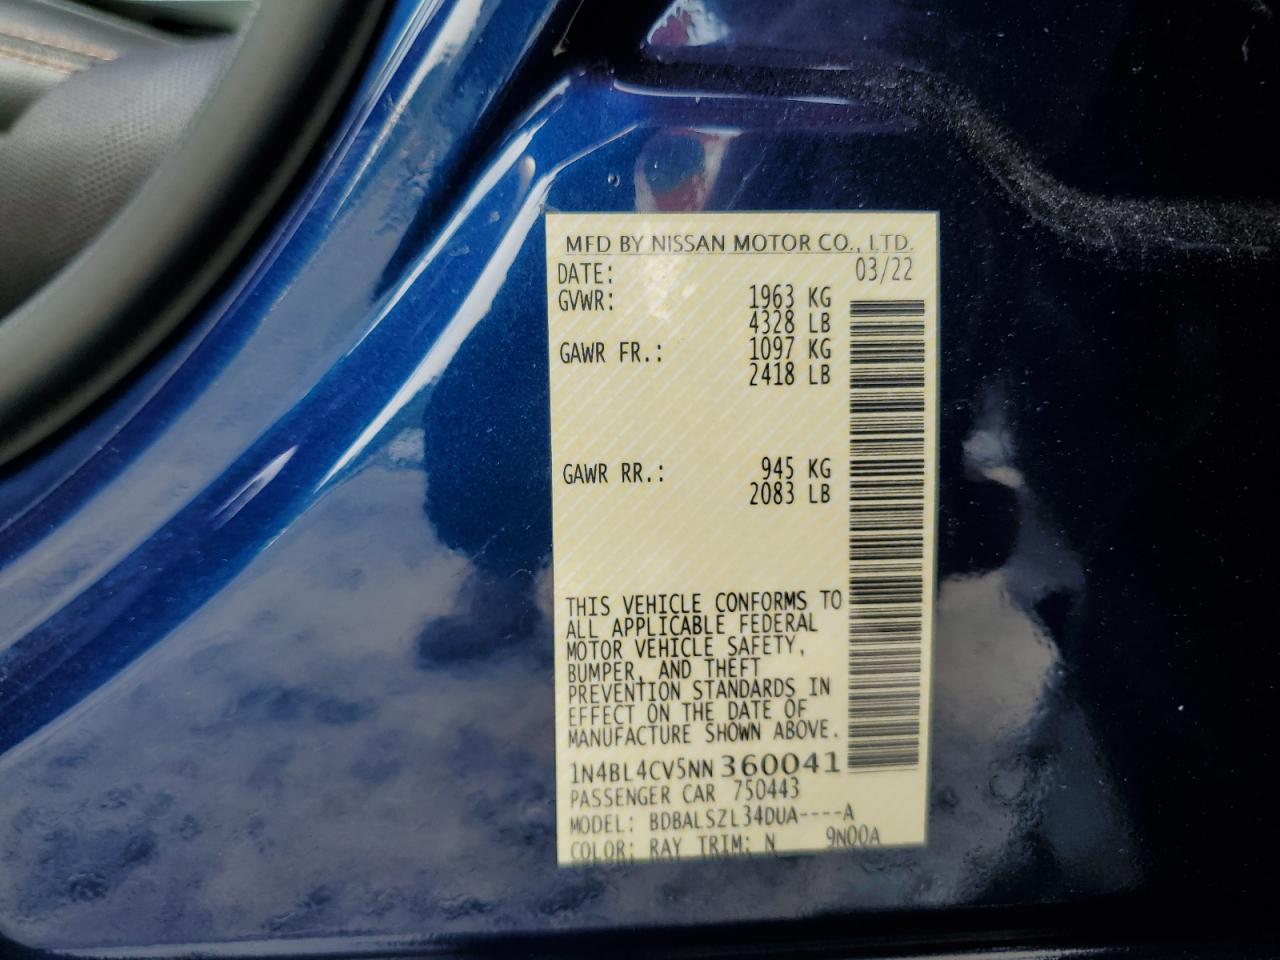 MFD BY NISSAN MOTOR CO., LTD.
DATE: 03/22
GVWR: 1963 KG
4328 LB
GAWR FR.: 1097 KG
2418 LB
GAWR RR.: 945 KG
2083 LB
THIS VEHICLE CONFORMS TO
ALL APPLICABLE FEDERAL
MOTOR VEHICLE SAFETY,
BUMPER, AND THEFT
PREVENTION STANDARDS IN
EFFECT ON THE DATE OF
MANUFACTURE SHOWN ABOVE.
1N4BL4CV5NN360041
PASSENGER CAR 750443
MODEL: BDBALSZL34DUA----A
COLOR: RAY TRIM: N 9N00A